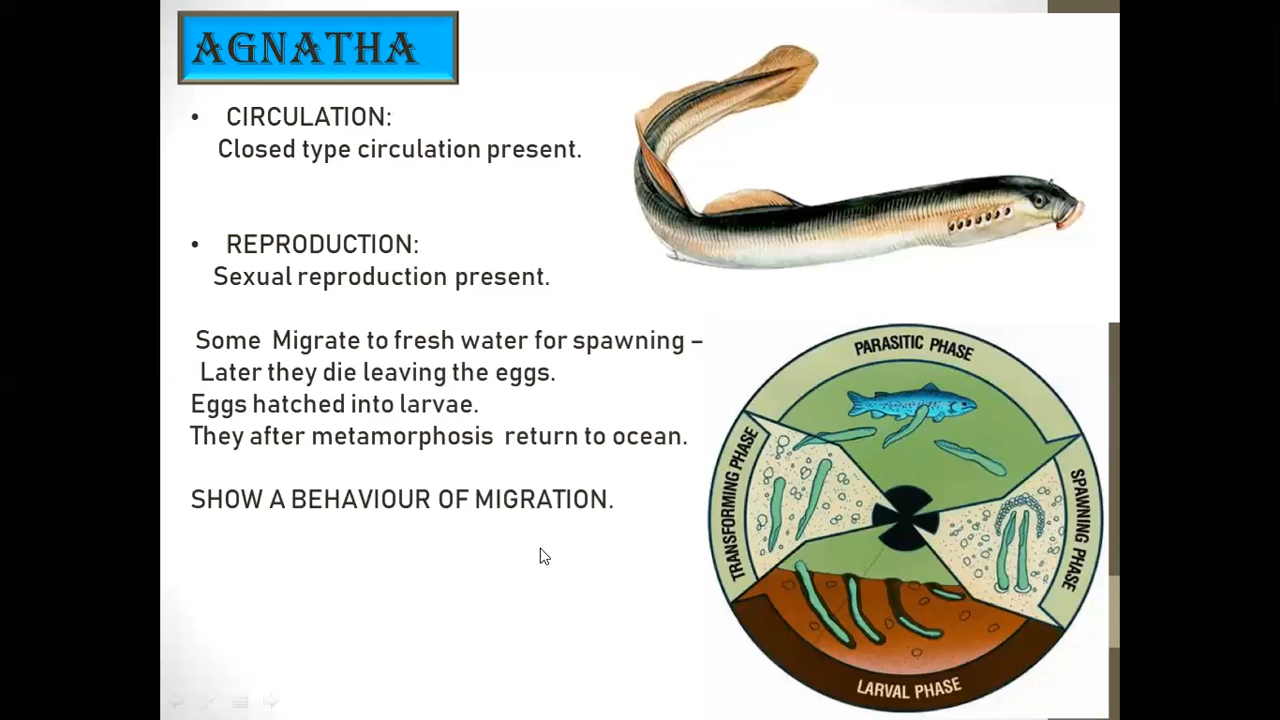 AGNATHA
• CIRCULATION:
Closed type circulation present.
• REPRODUCTION:
Sexual reproduction present.
Some Migrate to fresh water for spawning –
Later they die leaving the eggs.
Eggs hatched into larvae.
They after metamorphosis return to ocean.
SHOW A BEHAVIOUR OF MIGRATION.
PARASITIC PHASE
TRANSFORMING PHASE
SPAWNING PHASE
LARVAL PHASE